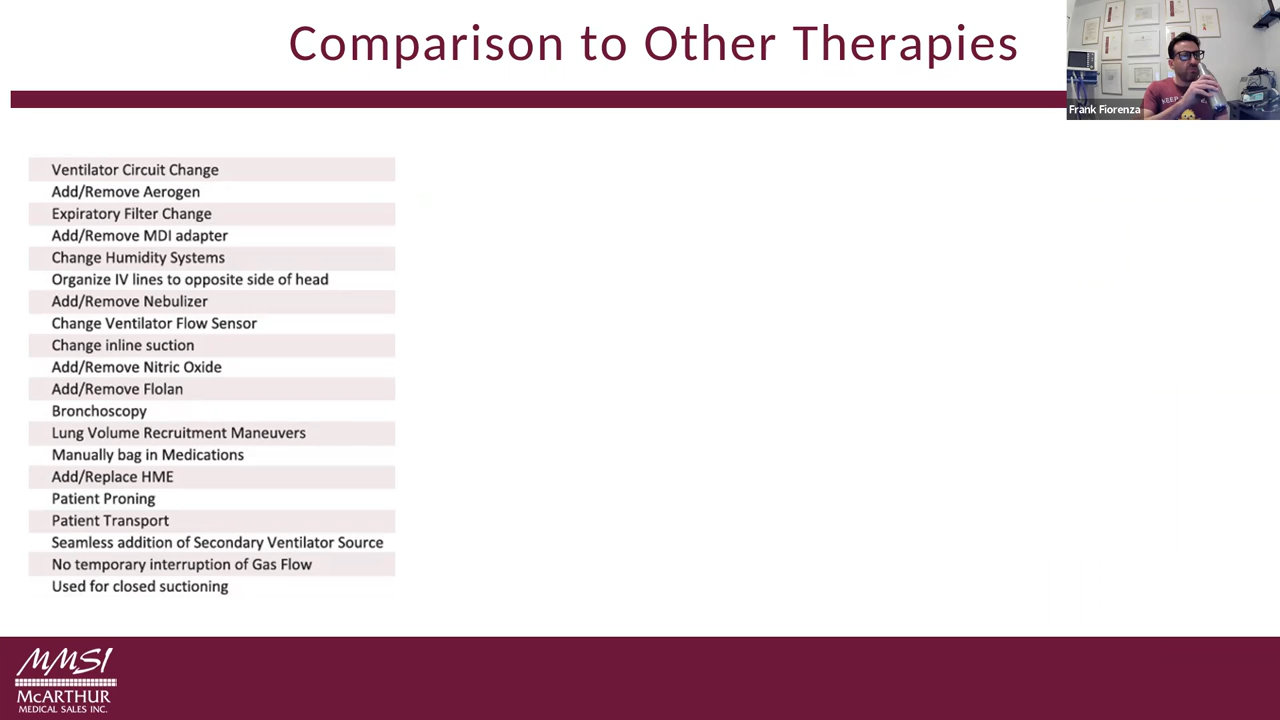 Comparison to Other Therapies
Frank Fiorenza
KEEP
Ventilator Circuit Change
Add/Remove Aerogen
Expiratory Filter Change
Add/Remove MDI adapter
Change Humidity Systems
Organize IV lines to opposite side of head
Add/Remove Nebulizer
Change Ventilator Flow Sensor
Change inline suction
Add/Remove Nitric Oxide
Add/Remove Flolan
Bronchoscopy
Lung Volume Recruitment Maneuvers
Manually bag in Medications
Add/Replace HME
Patient Proning
Patient Transport
Seamless addition of Secondary Ventilator Source
No temporary interruption of Gas Flow
Used for closed suctioning
MMSI
McARTHUR
MEDICAL SALES INC.